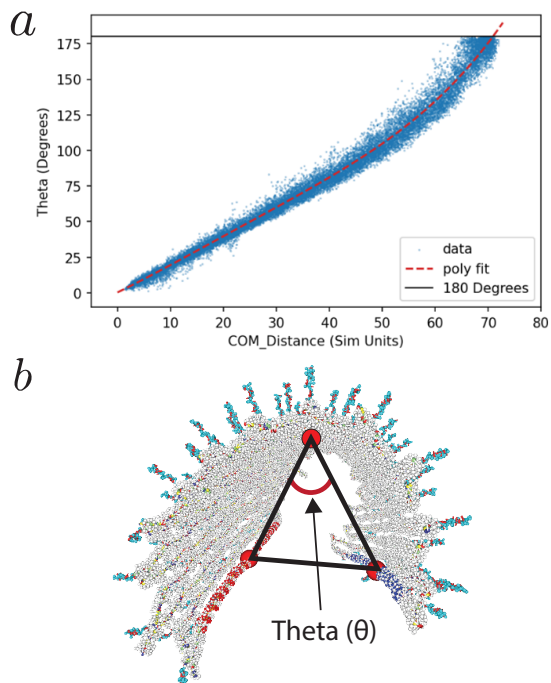 a
175
150
125
100
75
50
25
0
Theta (Degrees)
data
poly fit
180 Degrees
0 10 20 30 40 50 60 70 80
COM_Distance (Sim Units)
b
Theta (θ)